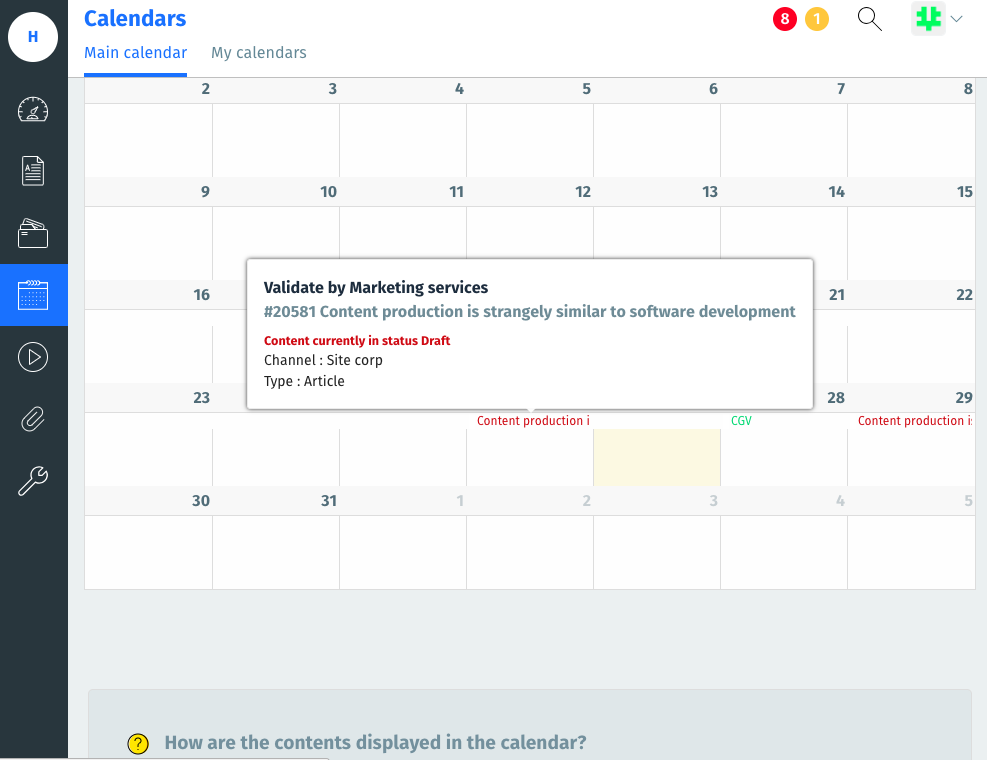 H
Calendars
8 1
Main calendar My calendars
2 3 4 5 6 7 8
9 10 11 12 13 14 15
Validate by Marketing services
16 21 22
#20581 Content production is strangely similar to software development
Content currently in status Draft
Channel : Site corp
Type : Article
23 28 29
Content production i CGV Content production is
30 31 1 2 3 4 5
? How are the contents displayed in the calendar?